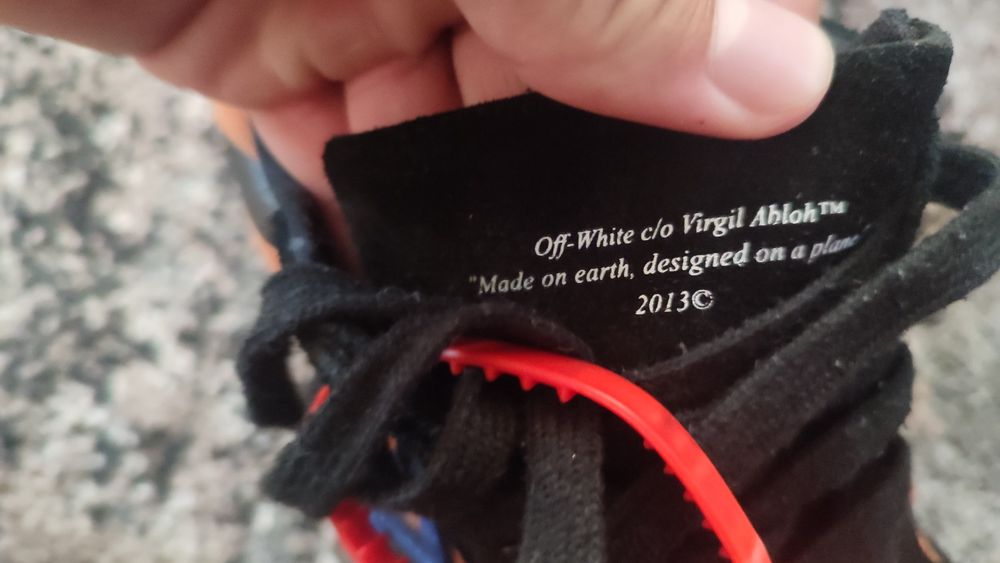 Off-White c/o Virgil Abloh™
"Made on earth, designed on a plane"
2013©